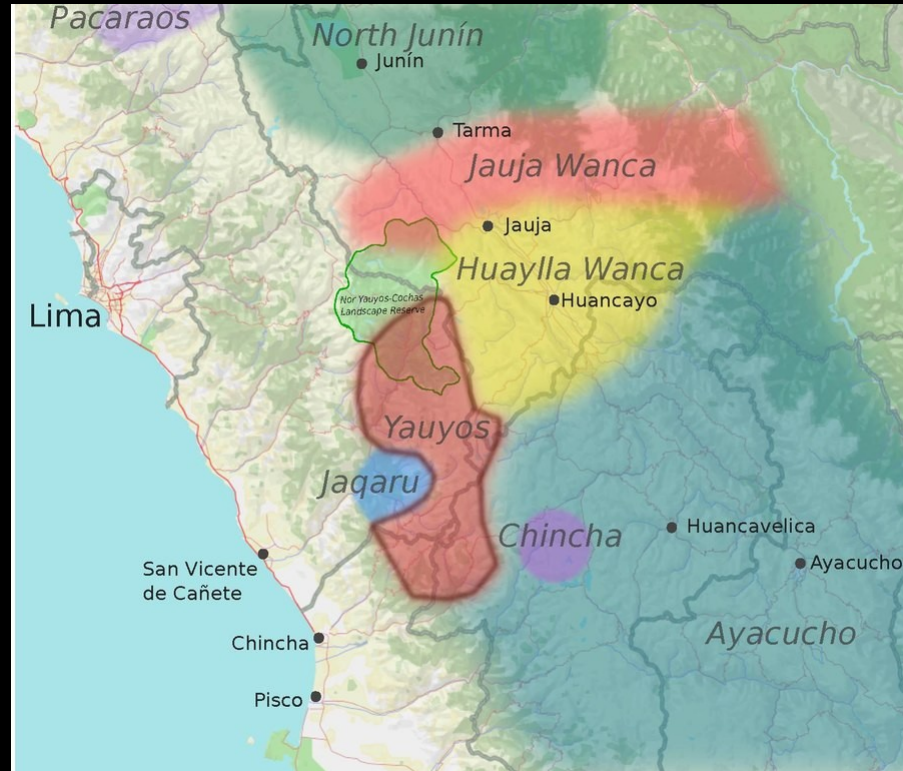 Pacaraos
North Junín
Junín
Tarma
Jauja Wanca
Jauja
Huaylla Wanca
Nor Yauyos-Cochas
Landscape Reserve
Huancayo
Lima
Yauyos
Jaqaru
Chincha
Huancavelica
San Vicente
de Cañete
Ayacucho
Ayacucho
Chincha
Pisco